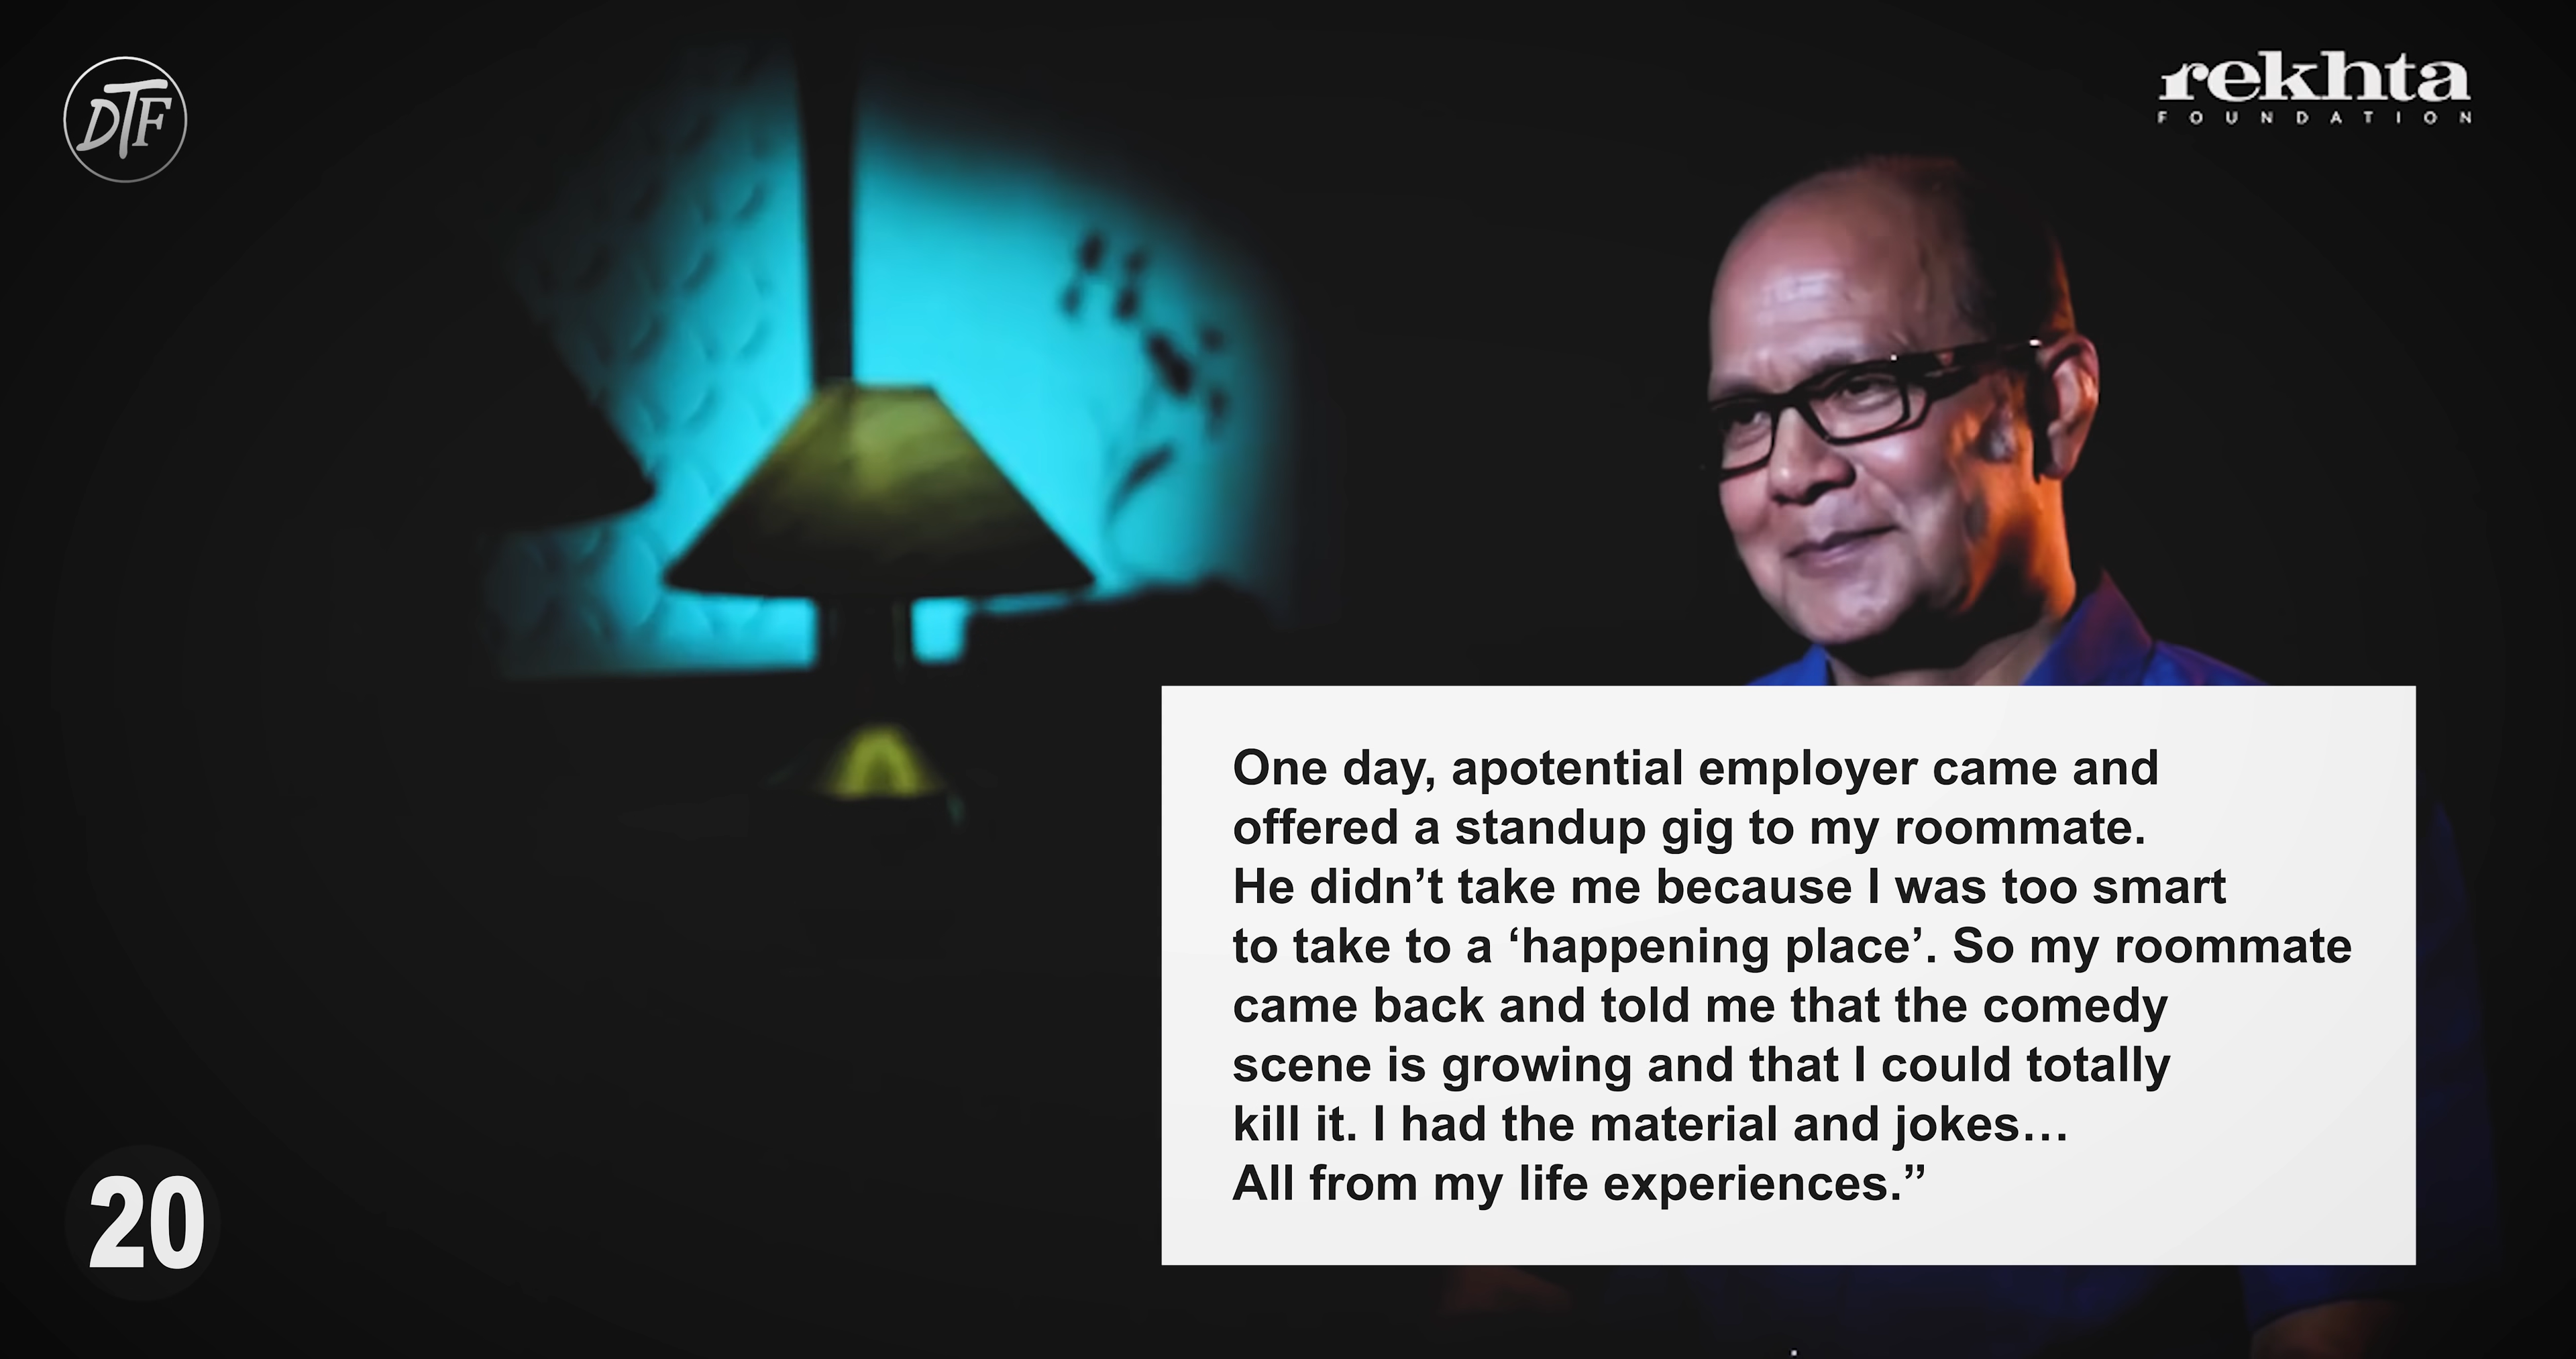 DTF
rekhta
FOUNDATION
One day, apotential employer came and
offered a standup gig to my roommate.
He didn’t take me because I was too smart
to take to a ‘happening place’. So my roommate
came back and told me that the comedy
scene is growing and that I could totally
kill it. I had the material and jokes…
All from my life experiences.”
20